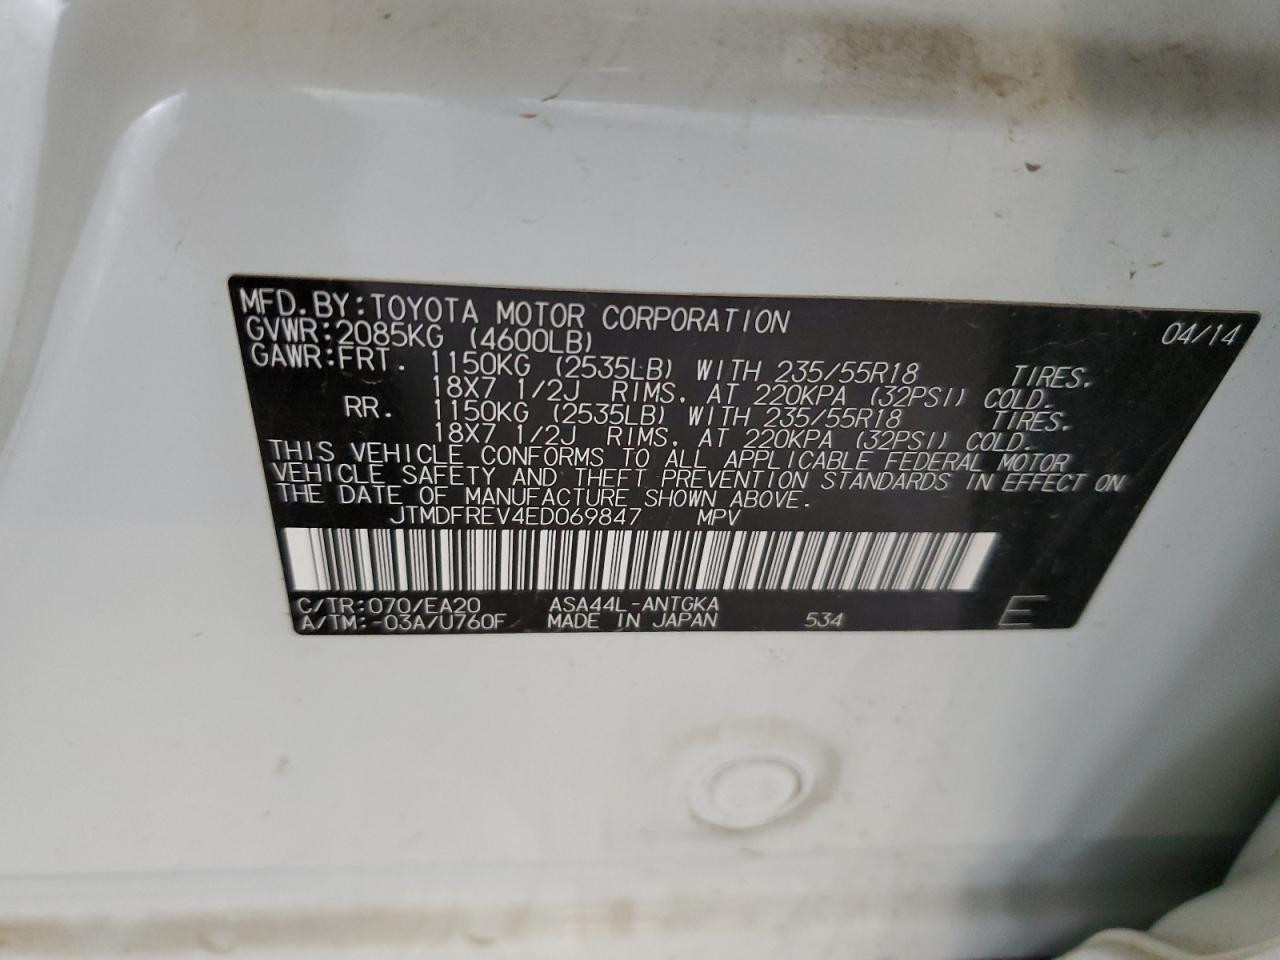 MFD.BY:TOYOTA MOTOR CORPORATION 04/14
GVWR:2085KG (4600LB)
GAWR:FRT. 1150KG (2535LB) WITH 235/55R18 TIRES.
18X7 1/2J RIMS. AT 220KPA (32PSI) COLD.
RR. 1150KG (2535LB) WITH 235/55R18 TIRES.
18X7 1/2J RIMS. AT 220KPA (32PSI) COLD.
THIS VEHICLE CONFORMS TO ALL APPLICABLE FEDERAL MOTOR
VEHICLE SAFETY AND THEFT PREVENTION STANDARDS IN EFFECT ON
THE DATE OF MANUFACTURE SHOWN ABOVE.
JTMDFREV4ED069847 MPV
C/TR:070/EA20 ASA44L-ANTGKA
A/TM:-03A/U760F MADE IN JAPAN 534 E